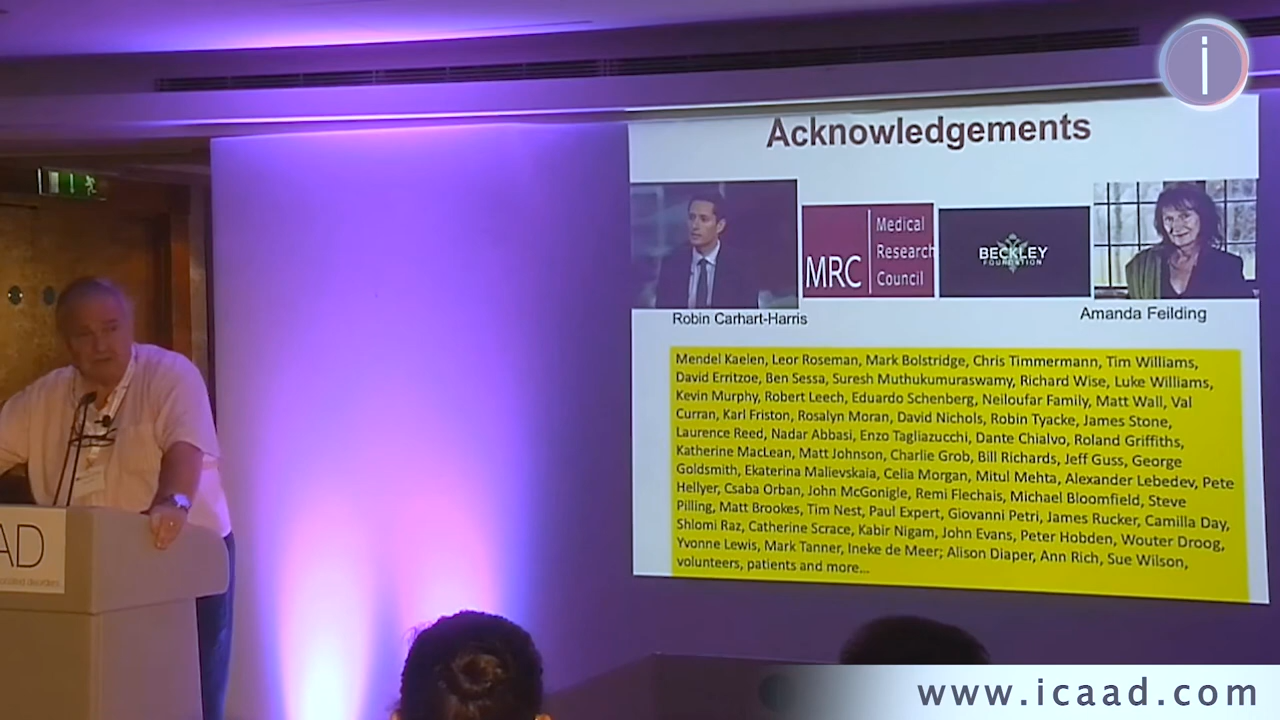 i
Acknowledgements
MRC
Medical
Research
Council
BECKLEY
FOUNDATION
Robin Carhart-Harris
Amanda Feilding
Mendel Kaelen, Leor Roseman, Mark Bolstridge, Chris Timmermann, Tim Williams,
David Erritzoe, Ben Sessa, Suresh Muthukumuraswamy, Richard Wise, Luke Williams,
Kevin Murphy, Robert Leech, Eduardo Schenberg, Neiloufar Family, Matt Wall, Val
Curran, Karl Friston, Rosalyn Moran, David Nichols, Robin Tyacke, James Stone,
Laurence Reed, Nadar Abbasi, Enzo Tagliazucchi, Dante Chialvo, Roland Griffiths,
Katherine MacLean, Matt Johnson, Charlie Grob, Bill Richards, Jeff Guss, George
Goldsmith, Ekaterina Malievskaia, Celia Morgan, Mitul Mehta, Alexander Lebedev, Pete
Hellyer, Csaba Orban, John McGonigle, Remi Flechais, Michael Bloomfield, Steve
Pilling, Matt Brookes, Tim Nest, Paul Expert, Giovanni Petri, James Rucker, Camilla Day,
Shlomi Raz, Catherine Scrace, Kabir Nigam, John Evans, Peter Hobden, Wouter Droog,
Yvonne Lewis, Mark Tanner, Ineke de Meer; Alison Diaper, Ann Rich, Sue Wilson,
volunteers, patients and more...
AD
disorders
www.icaad.com